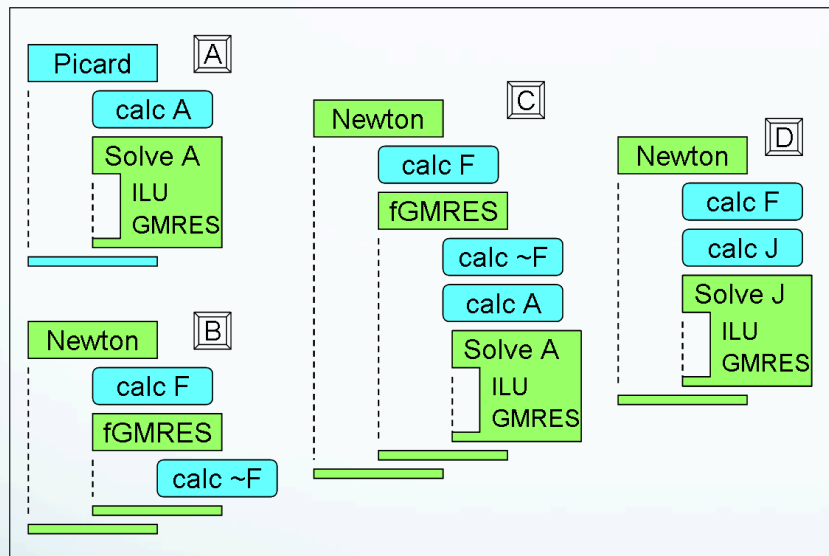 A
Picard
calc A
Solve A
ILU
GMRES
B
Newton
calc F
fGMRES
calc ~F
C
Newton
calc F
fGMRES
calc ~F
calc A
Solve A
ILU
GMRES
D
Newton
calc F
calc J
Solve J
ILU
GMRES